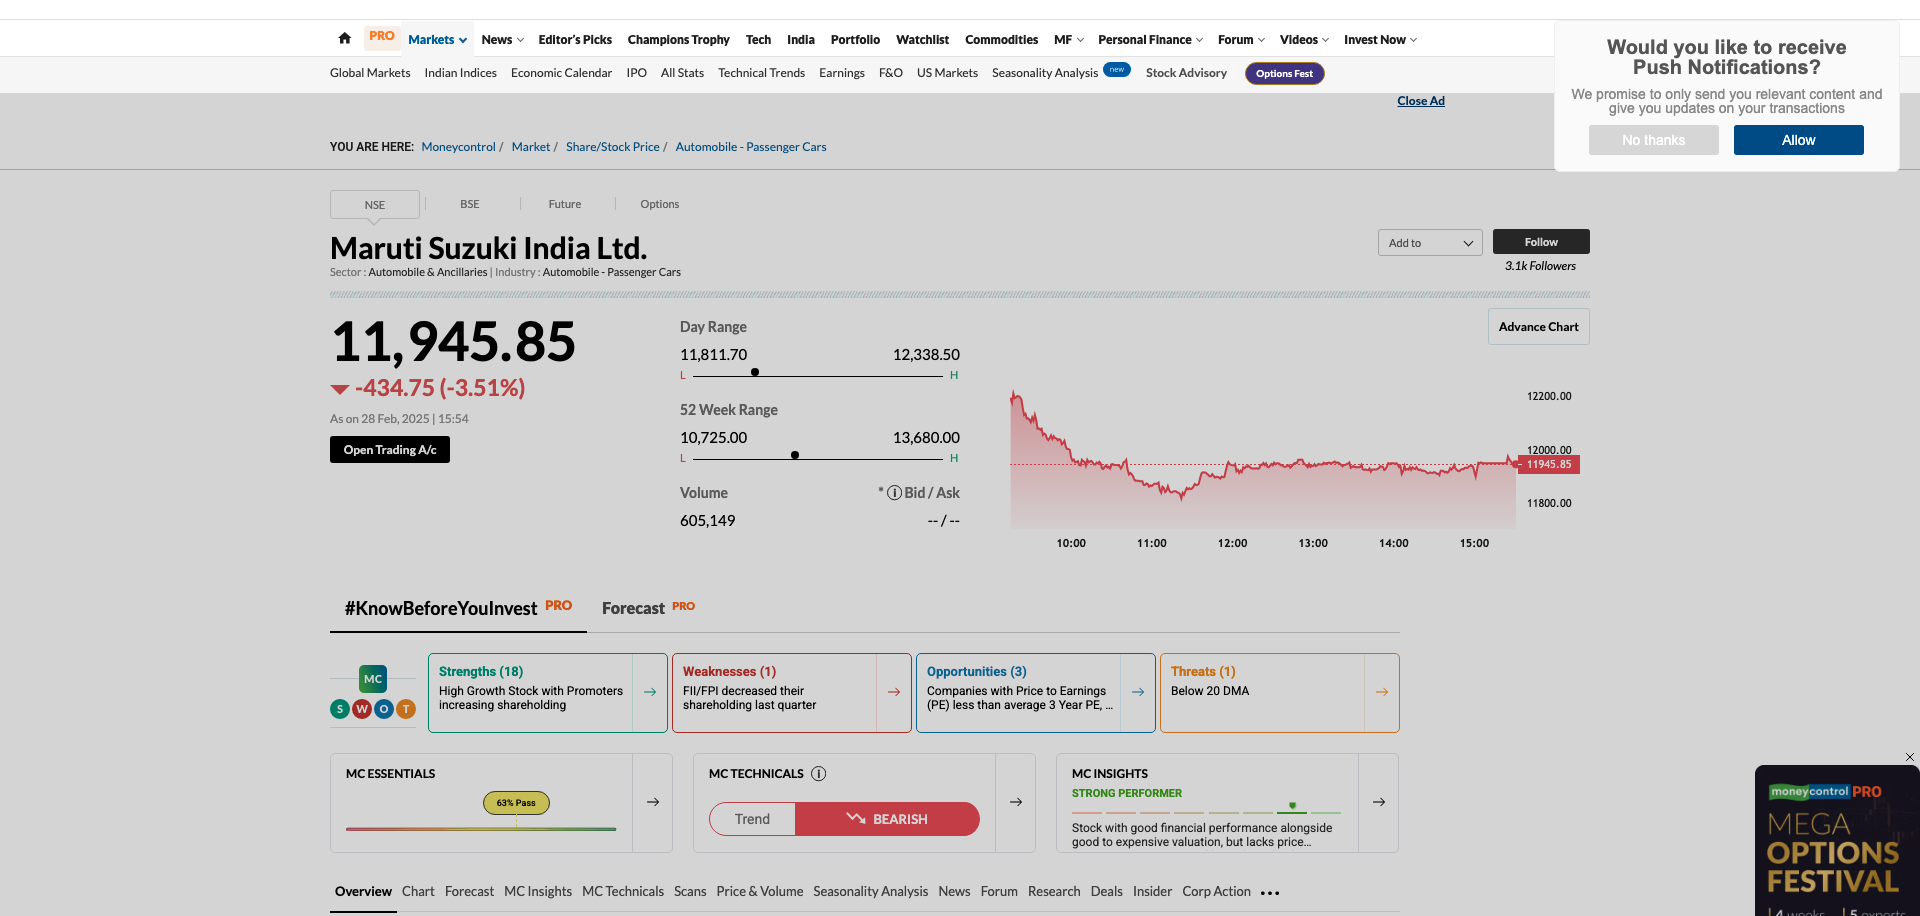 PRO
Markets
News
Editor's Picks
Champions Trophy
Tech
India
Portfolio
Watchlist
Commodities
MF
Personal Finance
Forum
Videos
Invest Now
Global Markets
Indian Indices
Economic Calendar
IPO
All Stats
Technical Trends
Earnings
F&O
US Markets
Seasonality Analysis
new
Stock Advisory
Options Fest
Would you like to receive
Push Notifications?
We promise to only send you relevant content and
give you updates on your transactions
No thanks
Allow
Close Ad
YOU ARE HERE: Moneycontrol / Market / Share/Stock Price / Automobile - Passenger Cars
NSE
BSE
Future
Options
Maruti Suzuki India Ltd.
Sector : Automobile & Ancillaries | Industry : Automobile - Passenger Cars
Add to
Follow
3.1k Followers
11,945.85
-434.75 (-3.51%)
As on 28 Feb, 2025 | 15:54
Open Trading A/c
Day Range
11,811.70
12,338.50
L
H
52 Week Range
10,725.00
13,680.00
L
H
Volume
* i Bid / Ask
605,149
-- / --
Advance Chart
12200.00
12000.00
11945.85
11800.00
10:00
11:00
12:00
13:00
14:00
15:00
#KnowBeforeYouInvest PRO
Forecast PRO
MC
S W O T
Strengths (18)
High Growth Stock with Promoters
increasing shareholding
Weaknesses (1)
FII/FPI decreased their
shareholding last quarter
Opportunities (3)
Companies with Price to Earnings
(PE) less than average 3 Year PE, ...
Threats (1)
Below 20 DMA
MC ESSENTIALS
63% Pass
MC TECHNICALS i
Trend
BEARISH
MC INSIGHTS
STRONG PERFORMER
Stock with good financial performance alongside
good to expensive valuation, but lacks price...
moneycontrol PRO
MEGA
OPTIONS
FESTIVAL
4 weeks | 5 experts
Overview
Chart
Forecast
MC Insights
MC Technicals
Scans
Price & Volume
Seasonality Analysis
News
Forum
Research
Deals
Insider
Corp Action